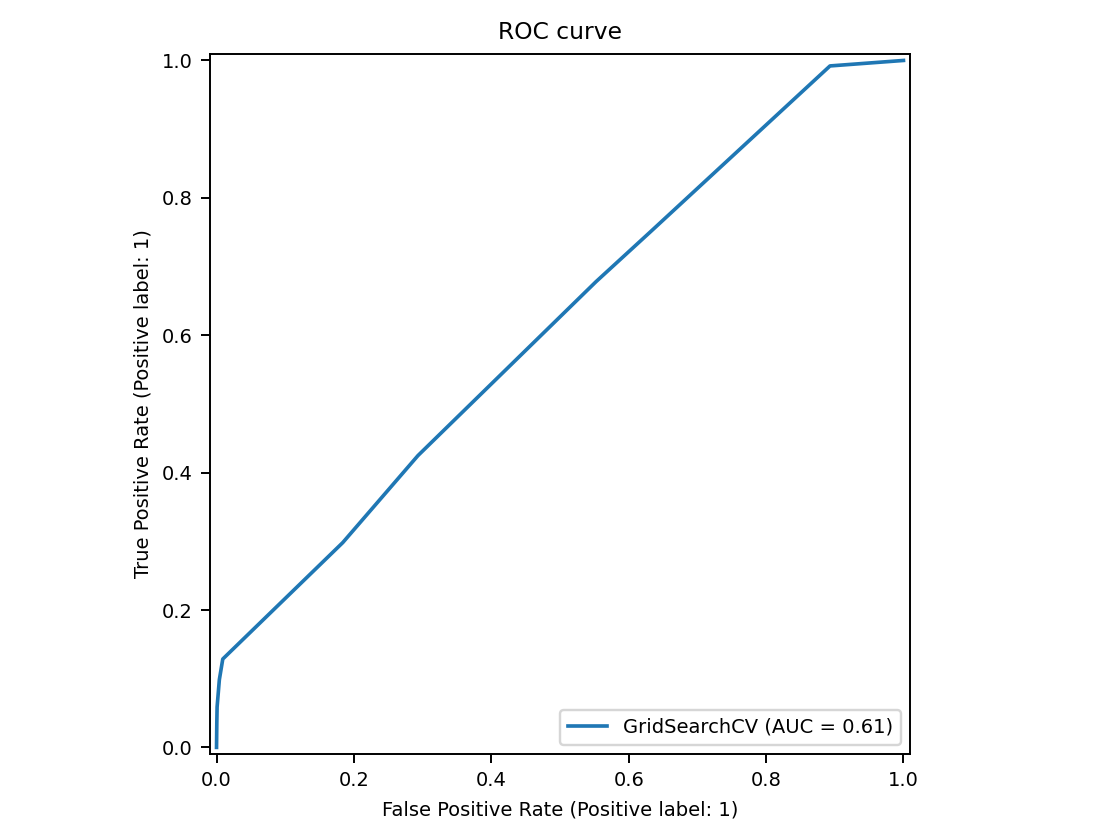 ROC curve
1.0
0.8
0.6
0.4
0.2
0.0
True Positive Rate (Positive label: 1)
GridSearchCV (AUC = 0.61)
0.0 0.2 0.4 0.6 0.8 1.0
False Positive Rate (Positive label: 1)